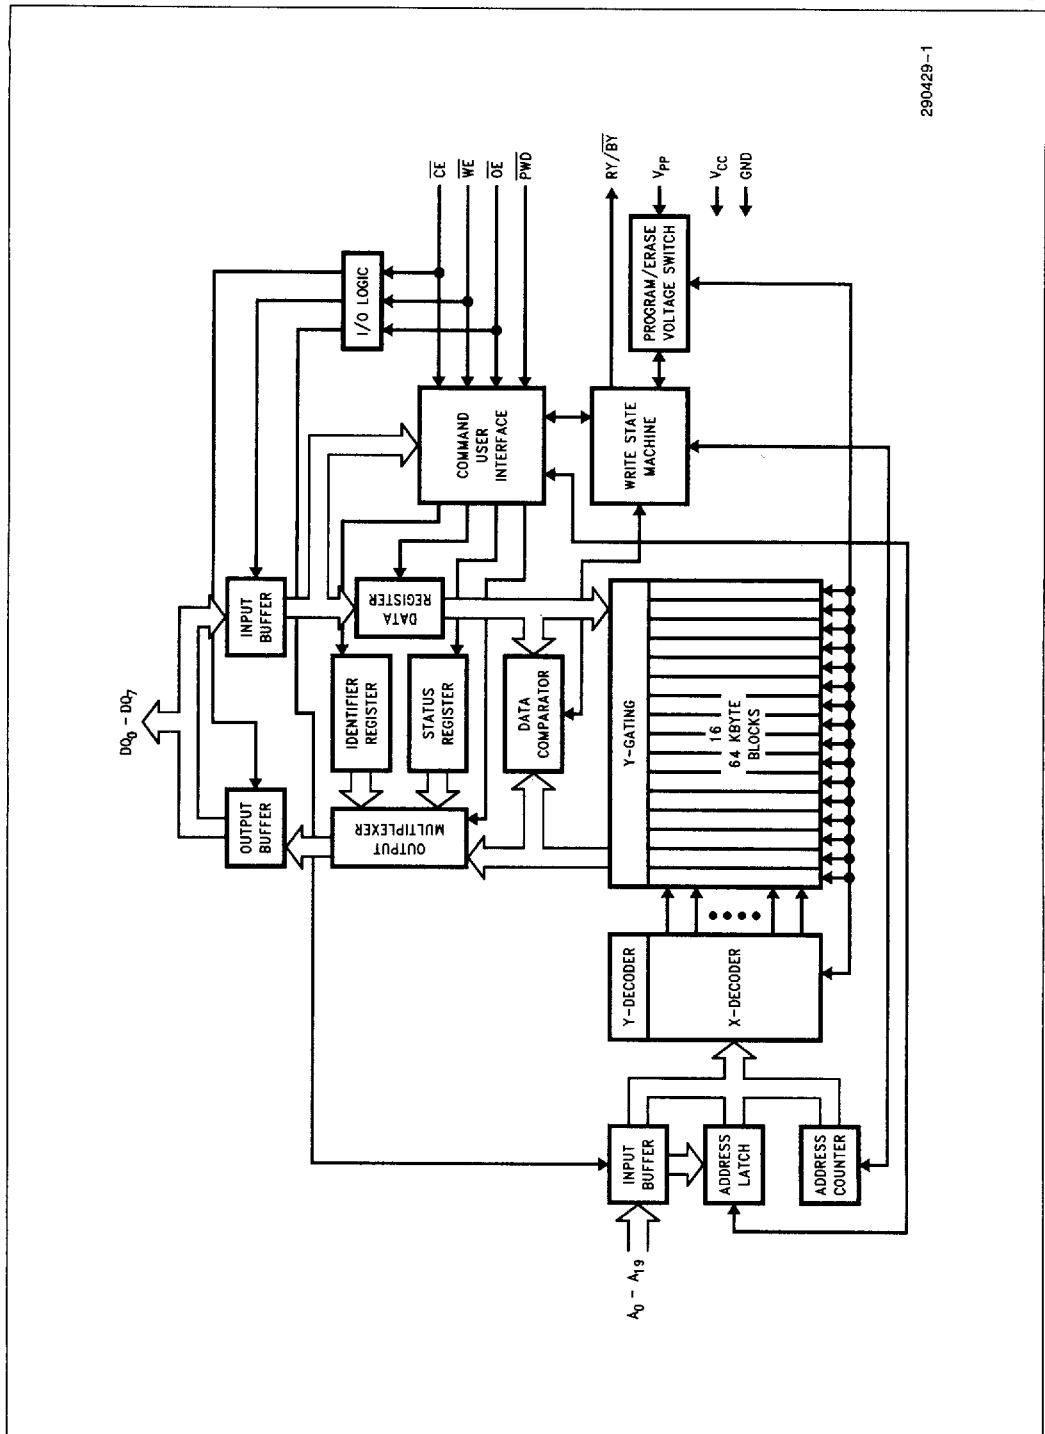 DQ0 - DQ7
OUTPUT
BUFFER
INPUT
BUFFER
I/O LOGIC
CE
WE
OE
PWD
IDENTIFIER
REGISTER
STATUS
REGISTER
DATA
REGISTER
OUTPUT
MULTIPLEXER
COMMAND
USER
INTERFACE
DATA
COMPARATOR
WRITE STATE
MACHINE
RY/BY
PROGRAM/ERASE
VOLTAGE SWITCH
VPP
VCC
GND
A0 - A19
INPUT
BUFFER
ADDRESS
LATCH
ADDRESS
COUNTER
Y-DECODER
X-DECODER
Y-GATING
16
64 KBYTE
BLOCKS
290429-1